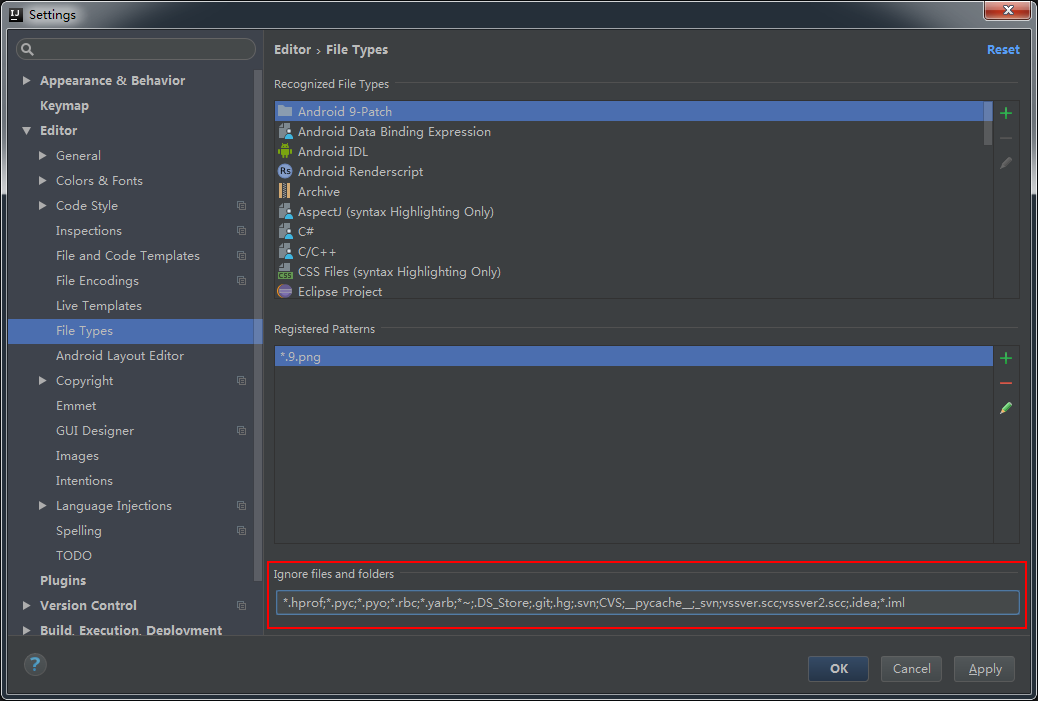 IJ Settings
Appearance & Behavior
Keymap
Editor
General
Colors & Fonts
Code Style
Inspections
File and Code Templates
File Encodings
Live Templates
File Types
Android Layout Editor
Copyright
Emmet
GUI Designer
Images
Intentions
Language Injections
Spelling
TODO
Plugins
Version Control
Build, Execution, Deployment
Editor › File Types
Reset
Recognized File Types
Android 9-Patch
Android Data Binding Expression
Android IDL
Rs Android Renderscript
Archive
AspectJ (syntax Highlighting Only)
C#
C/C++
CSS CSS Files (syntax Highlighting Only)
Eclipse Project
Registered Patterns
*.9.png
Ignore files and folders
*.hprof;*.pyc;*.pyo;*.rbc;*.yarb;*~;.DS_Store;.git;.hg;.svn;CVS;__pycache__;_svn;vssver.scc;vssver2.scc;.idea;*.iml
?
OK
Cancel
Apply